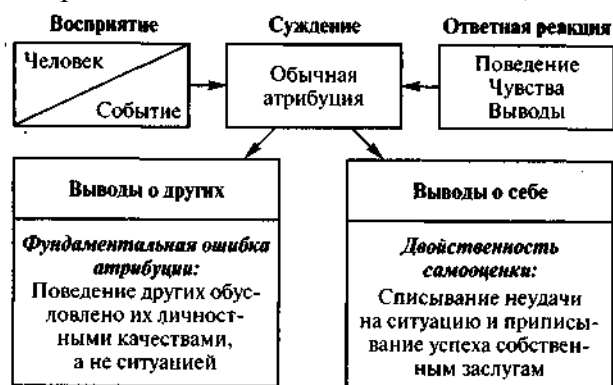 Восприятие
Суждение
Ответная реакция
Человек
Событие
Обычная
атрибуция
Поведение
Чувства
Выводы
Выводы о других
Фундаментальная ошибка
атрибуции:
Поведение других обус-
ловлено их личност-
ными качествами,
а не ситуацией
Выводы о себе
Двойственность
самооценки:
Списывание неудачи
на ситуацию и приписы-
вание успеха собствен-
ным заслугам